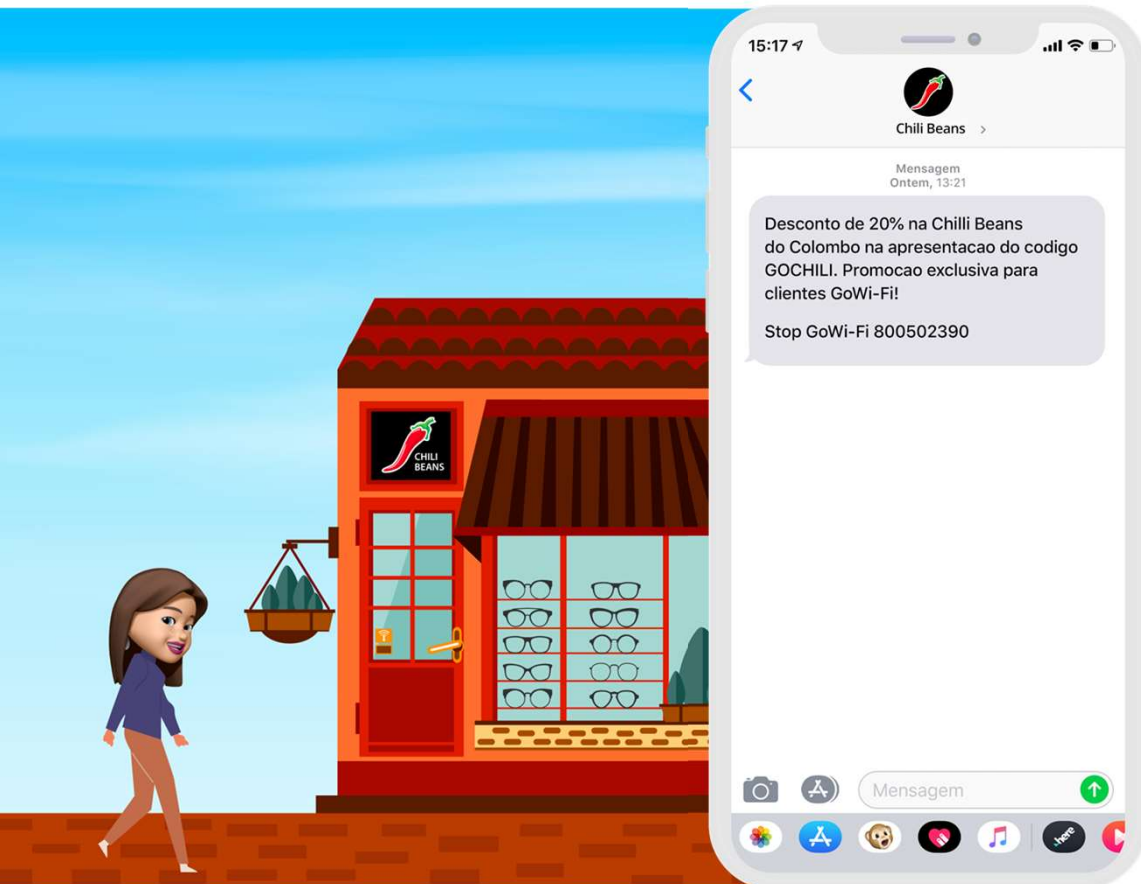 15:17
Chili Beans >
Mensagem
Ontem, 13:21
Desconto de 20% na Chilli Beans
do Colombo na apresentacao do codigo
GOCHILI. Promocao exclusiva para
clientes GoWi-Fi!
Stop GoWi-Fi 800502390
CHILI
BEANS
Mensagem
.here